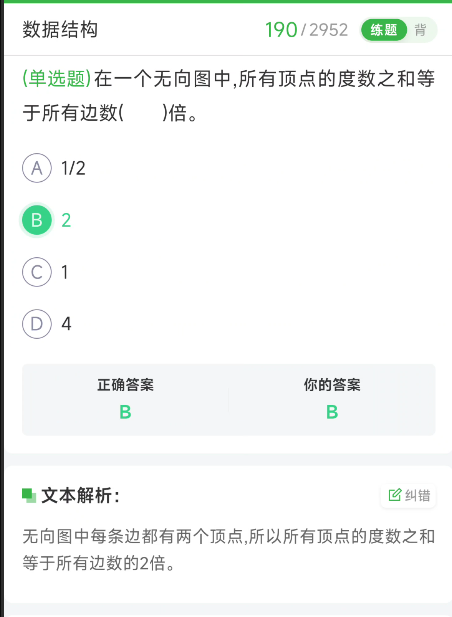 数据结构 190/2952 练题 背
(单选题)在一个无向图中,所有顶点的度数之和等
于所有边数(  )倍。
A 1/2
B 2
C 1
D 4
正确答案 你的答案
B B
文本解析: 纠错
无向图中每条边都有两个顶点,所以所有顶点的度数之和
等于所有边数的2倍。